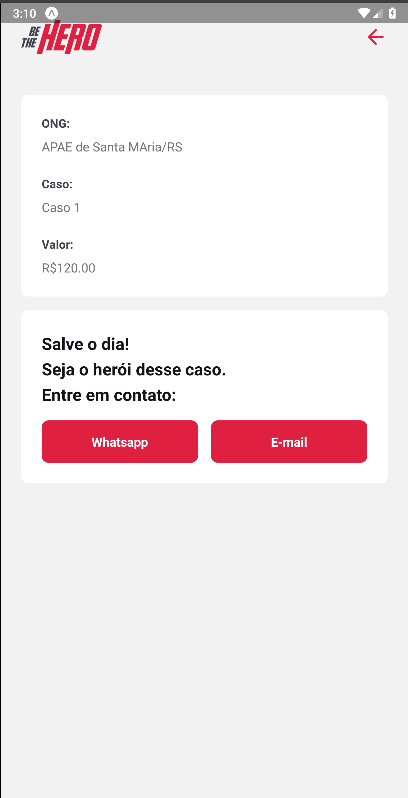 3:10
BE
THE HERO
ONG:
APAE de Santa MAria/RS
Caso:
Caso 1
Valor:
R$120.00
Salve o dia!
Seja o herói desse caso.
Entre em contato:
Whatsapp E-mail